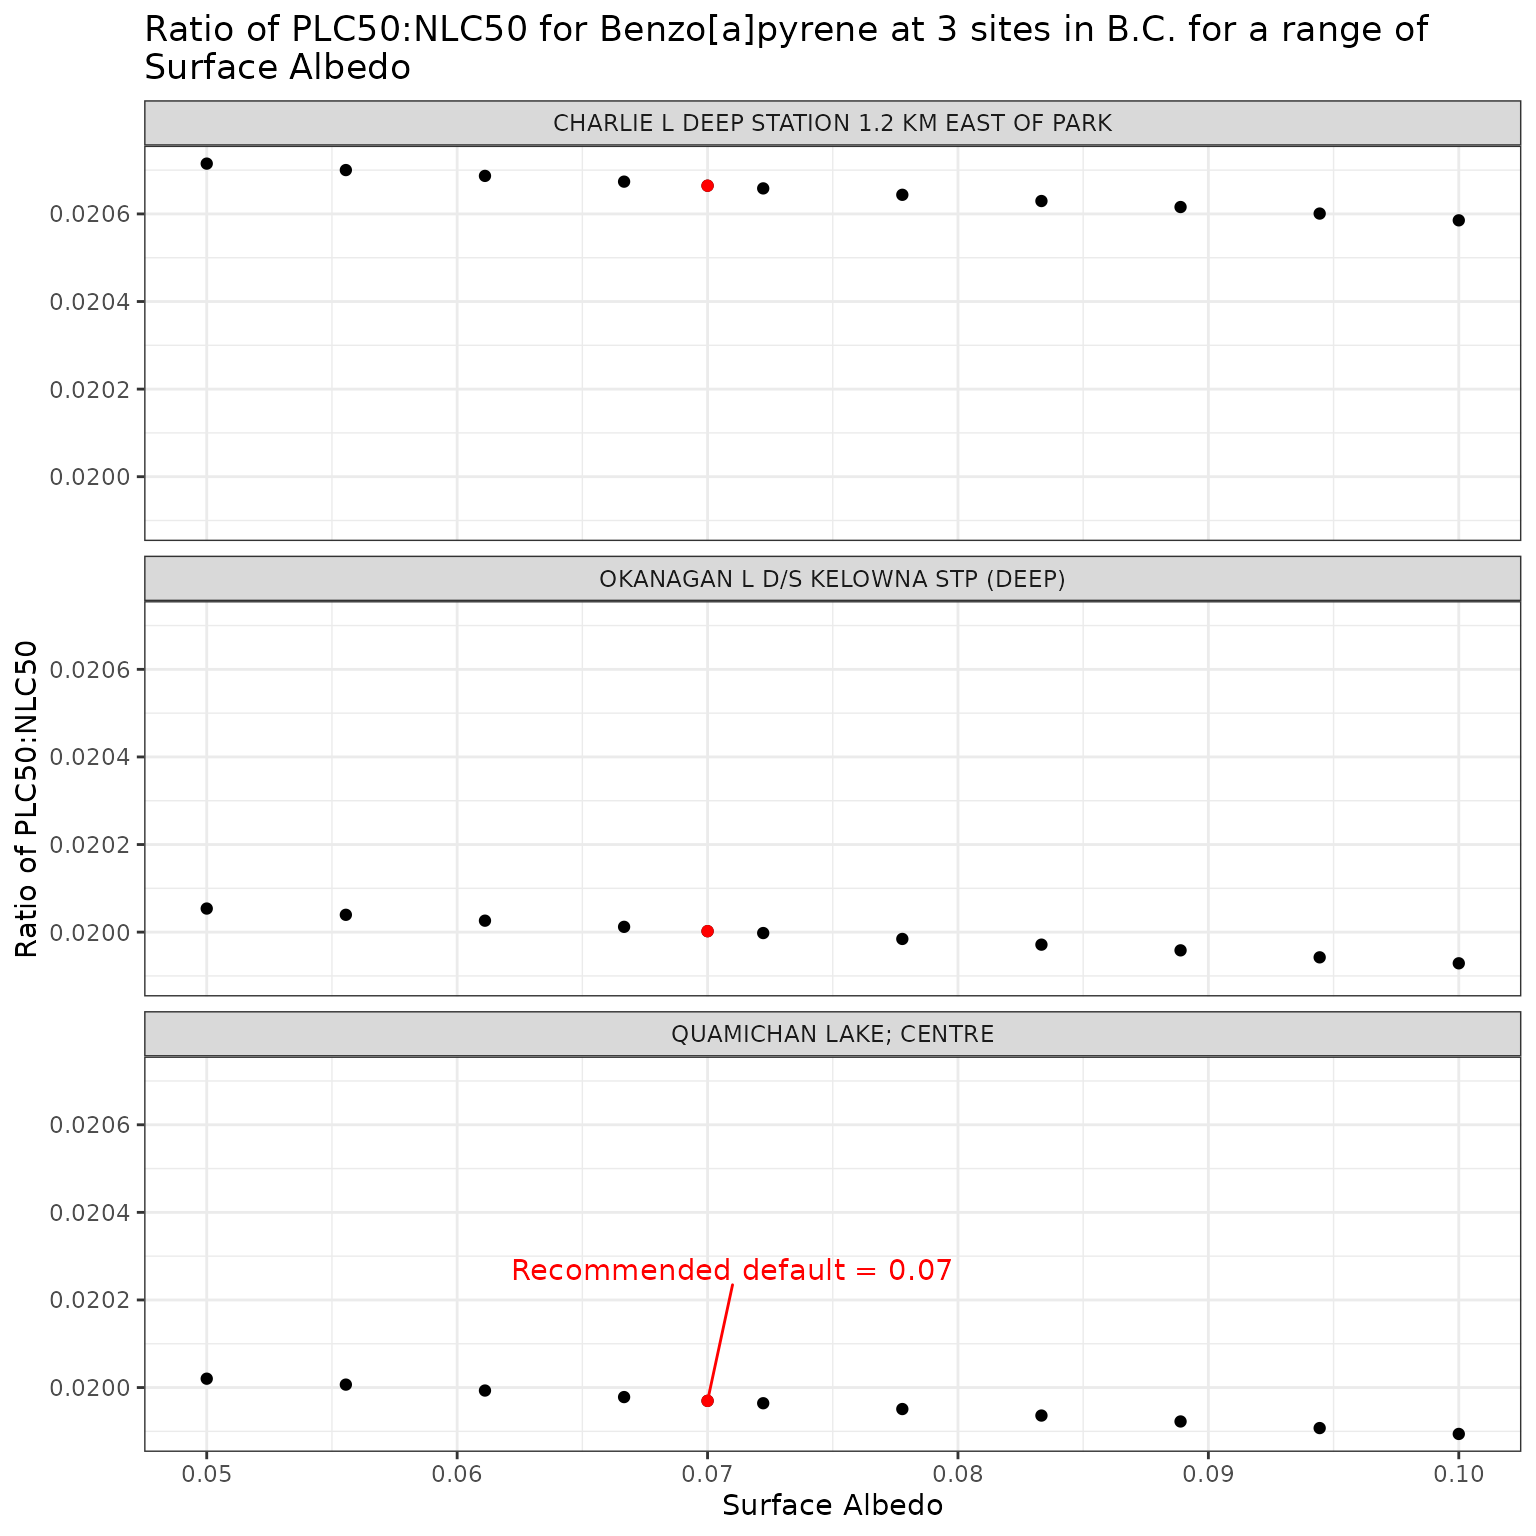 Ratio of PLC50:NLC50 for Benzo[a]pyrene at 3 sites in B.C. for a range of
Surface Albedo
CHARLIE L DEEP STATION 1.2 KM EAST OF PARK
0.0206
0.0204
0.0202
0.0200
OKANAGAN L D/S KELOWNA STP (DEEP)
0.0206
0.0204
0.0202
0.0200
Ratio of PLC50:NLC50
QUAMICHAN LAKE; CENTRE
0.0206
0.0204
Recommended default = 0.07
0.0202
0.0200
0.05 0.06 0.07 0.08 0.09 0.10
Surface Albedo